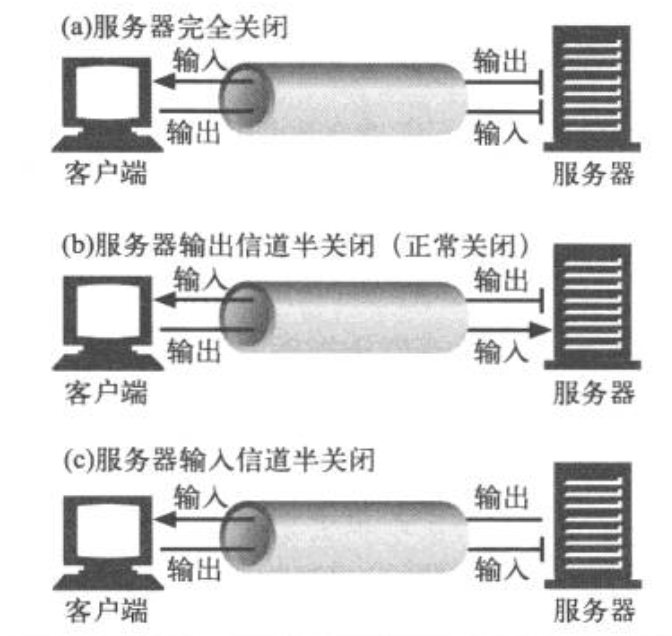 (a)服务器完全关闭
输入
输出
输出
输入
客户端
服务器
(b)服务器输出信道半关闭（正常关闭）
输入
输出
输出
输入
客户端
服务器
(c)服务器输入信道半关闭
输入
输出
输出
输入
客户端
服务器